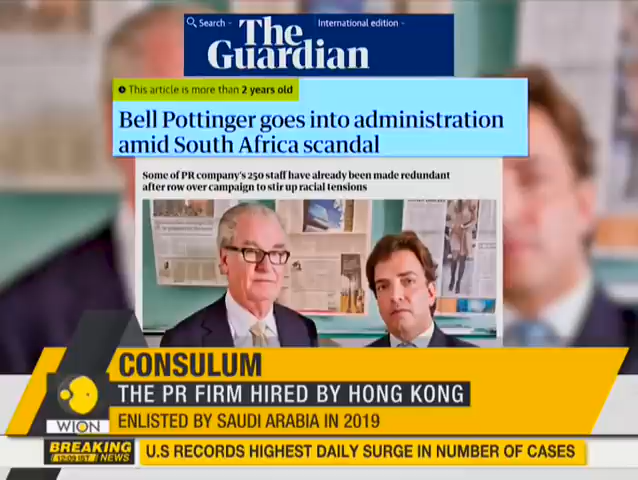 Search
International edition
The
Guardian
This article is more than 2 years old
Bell Pottinger goes into administration
amid South Africa scandal
Some of PR company's 250 staff have already been made redundant
after row over campaign to stir up racial tensions
CONSULUM
THE PR FIRM HIRED BY HONG KONG
ENLISTED BY SAUDI ARABIA IN 2019
WION
BREAKING
NEWS
U.S RECORDS HIGHEST DAILY SURGE IN NUMBER OF CASES